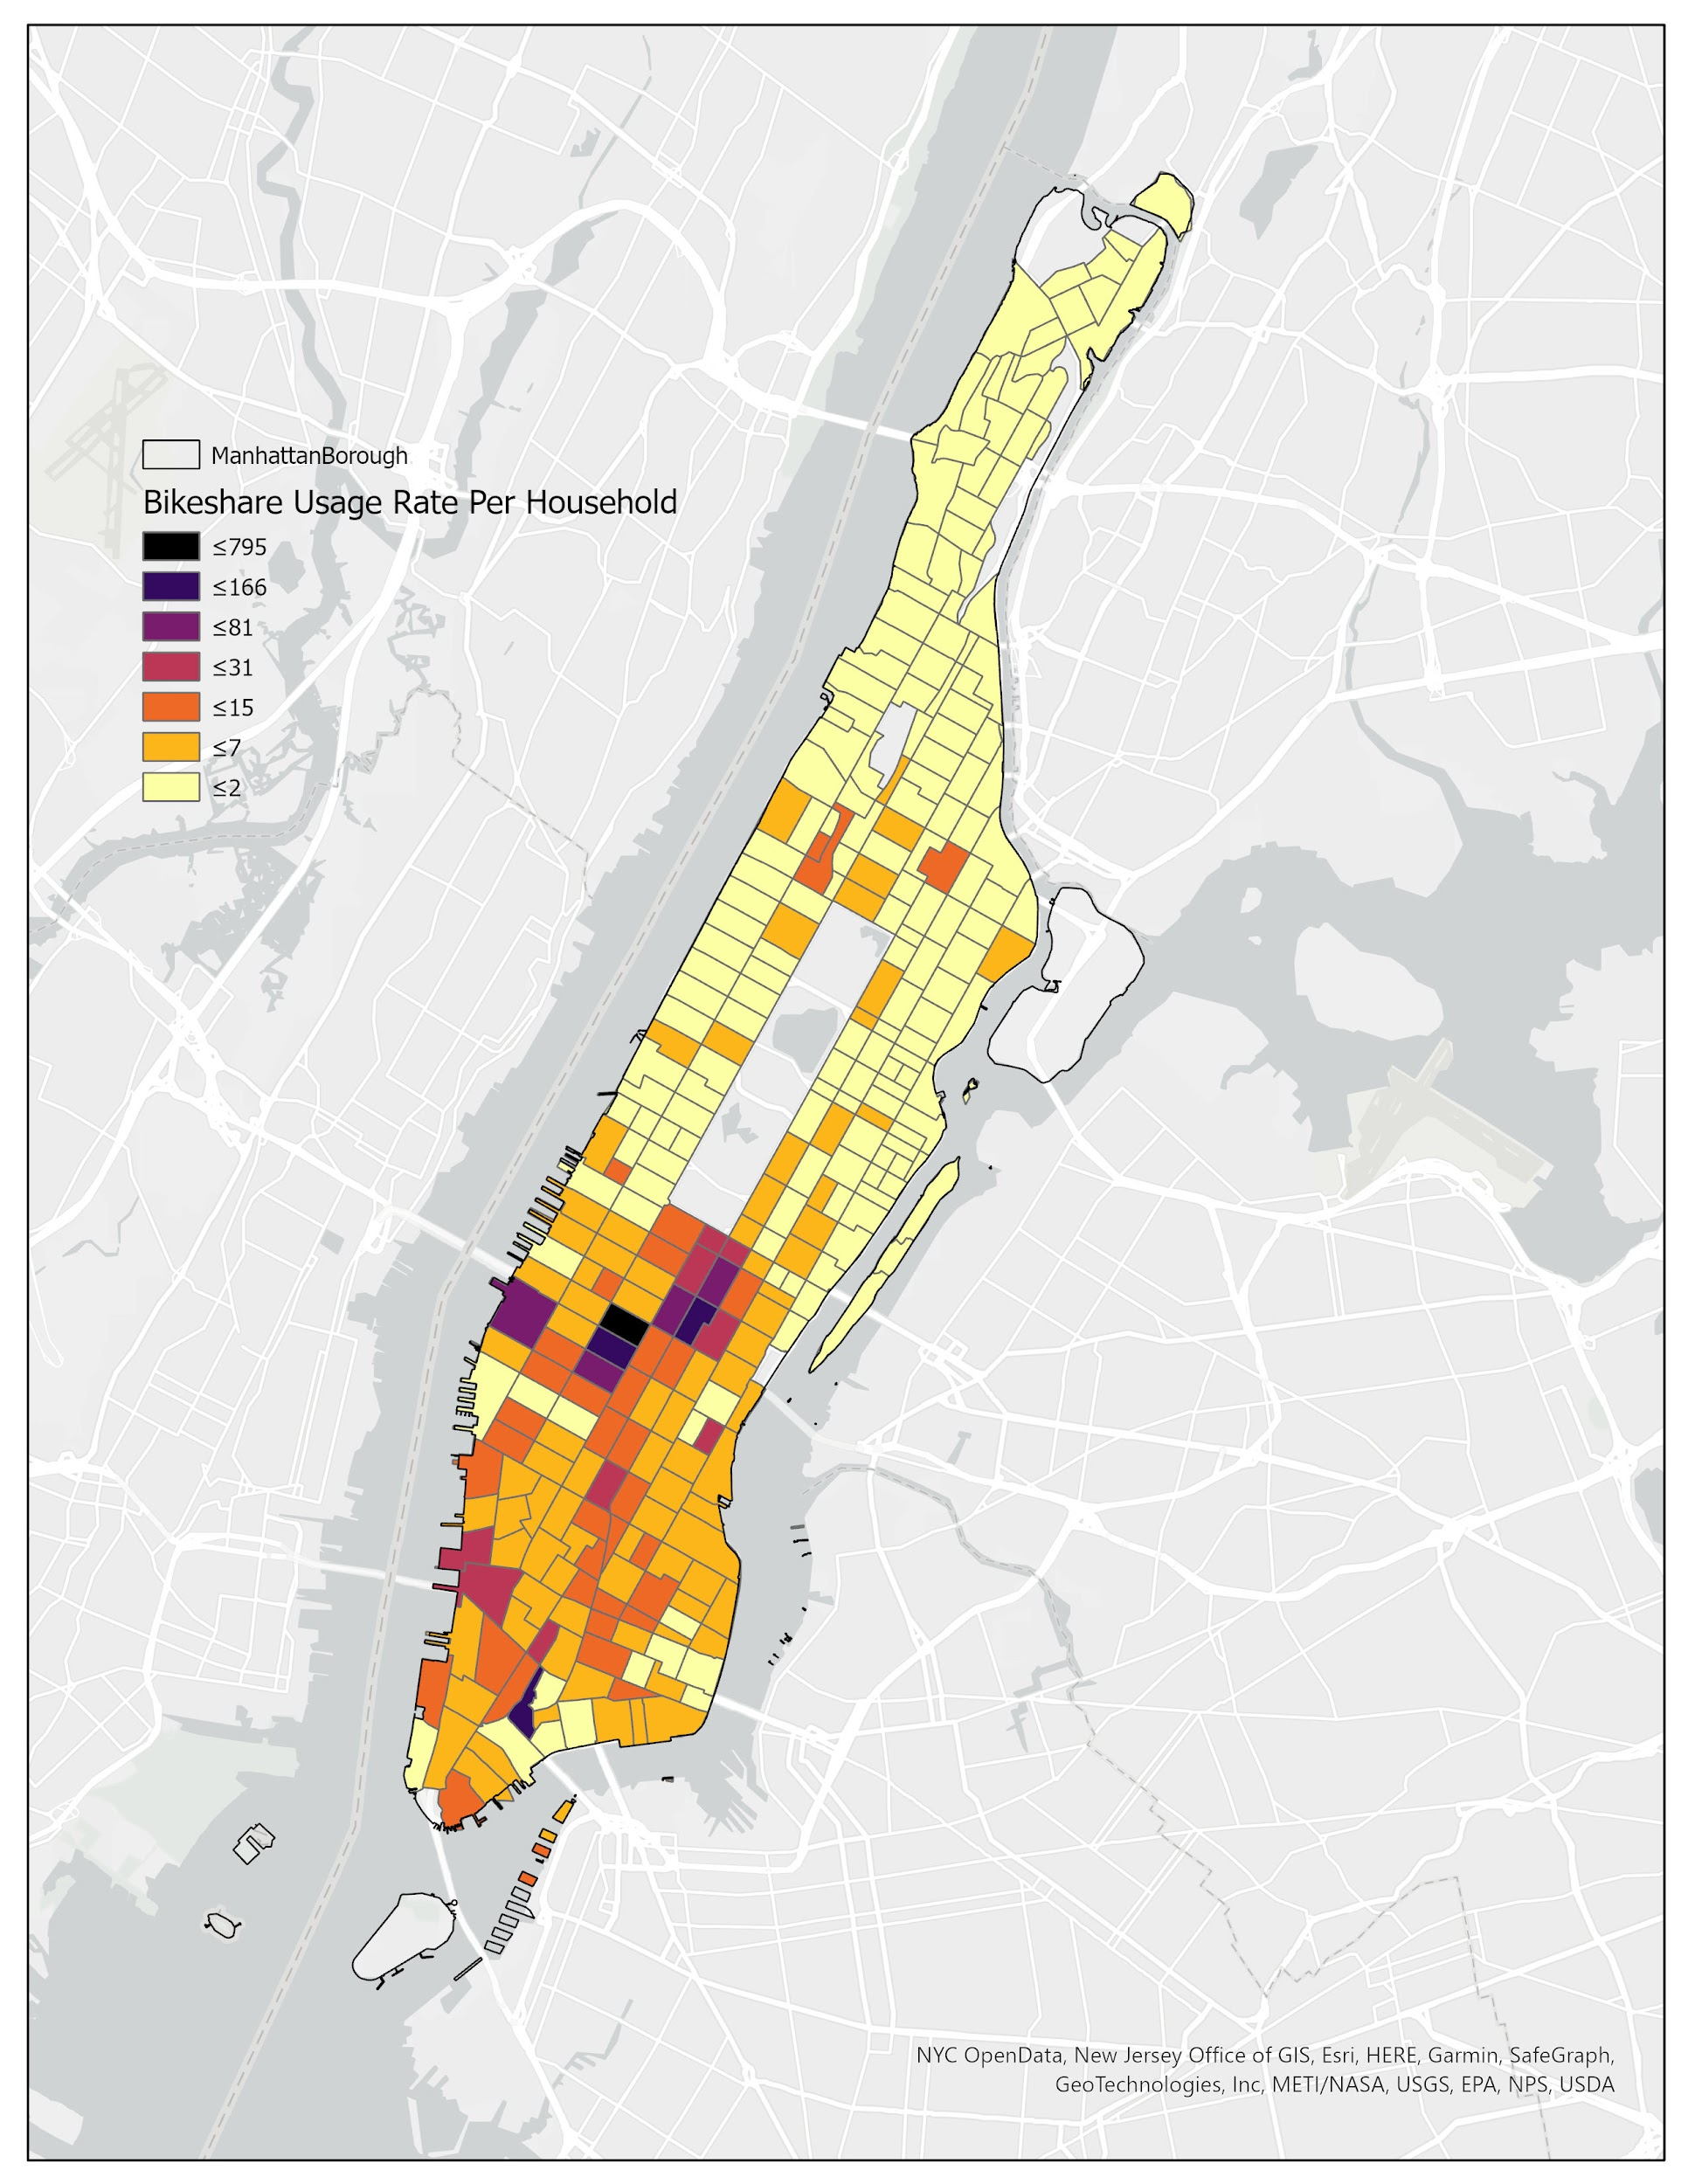 ManhattanBorough
Bikeshare Usage Rate Per Household
≤795
≤166
≤81
≤31
≤15
≤7
≤2
NYC OpenData, New Jersey Office of GIS, Esri, HERE, Garmin, SafeGraph,
GeoTechnologies, Inc, METI/NASA, USGS, EPA, NPS, USDA